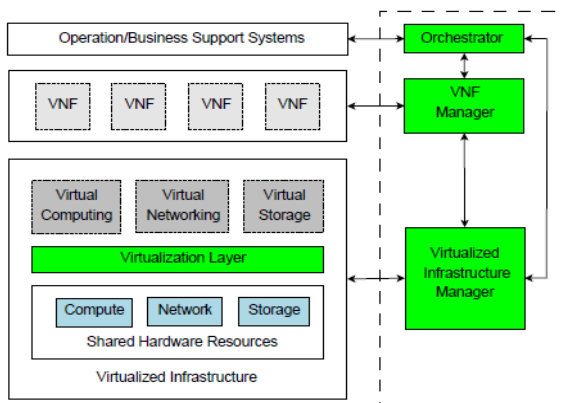 Operation/Business Support Systems
Orchestrator
VNF
VNF
VNF
VNF
VNF
Manager
Virtual
Computing
Virtual
Networking
Virtual
Storage
Virtualization Layer
Virtualized
Infrastructure
Manager
Compute
Network
Storage
Shared Hardware Resources
Virtualized Infrastructure